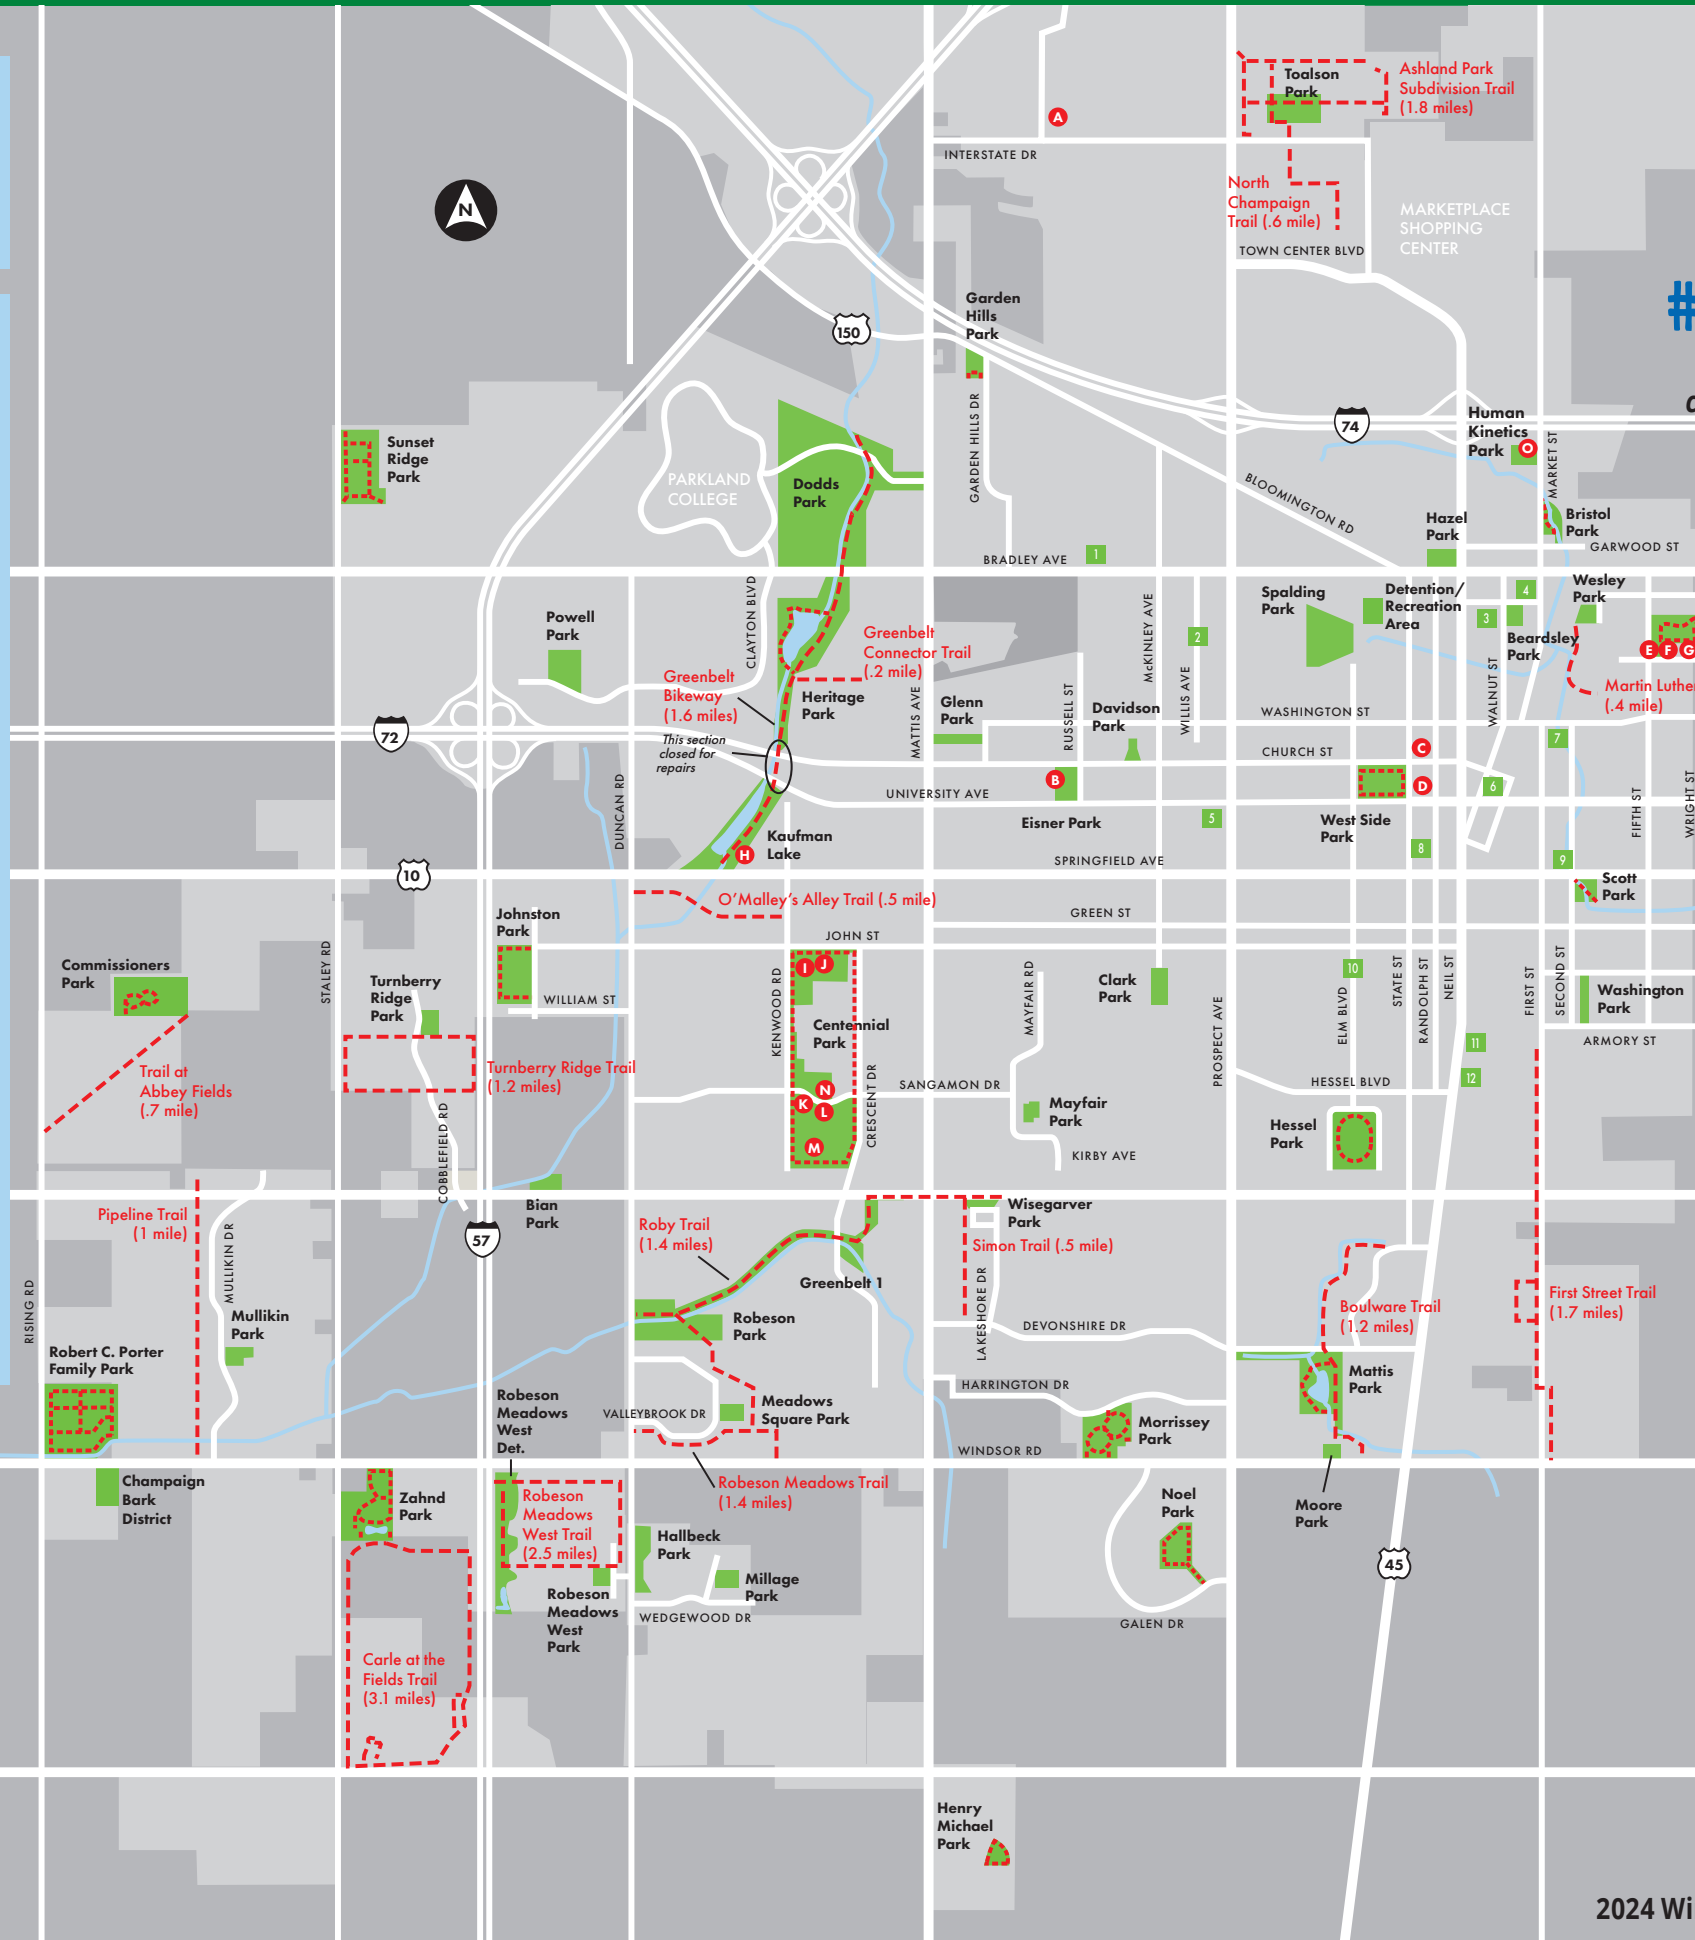 Toalson
Park
Ashland Park
Subdivision Trail
(1.8 miles)
A
INTERSTATE DR
N
North
Champaign
Trail (.6 mile)
MARKETPLACE
SHOPPING
CENTER
TOWN CENTER BLVD
#
Garden
Hills
Park
150
74
Human
Kinetics
Park
O
MARKET ST
Sunset
Ridge
Park
PARKLAND
COLLEGE
Dodds
Park
GARDEN HILLS DR
BLOOMINGTON RD
Hazel
Park
Bristol
Park
GARWOOD ST
BRADLEY AVE
1
Powell
Park
CLAYTON BLVD
Greenbelt
Connector Trail
(.2 mile)
Greenbelt
Bikeway
(1.6 miles)
Heritage
Park
This section
closed for
repairs
MATTIS AVE
Glenn
Park
RUSSELL ST
Davidson
Park
McKINLEY AVE
2
WILLIS AVE
Spalding
Park
Detention/
Recreation
Area
4
3
Beardsley
Park
Wesley
Park
E
F
G
Martin Luther
(.4 mile)
WALNUT ST
WASHINGTON ST
CHURCH ST
C
7
72
DUNCAN RD
UNIVERSITY AVE
B
Eisner Park
5
D
West Side
Park
6
8
FIFTH ST
WRIGHT ST
Kaufman
Lake
H
SPRINGFIELD AVE
9
Scott
Park
10
O'Malley's Alley Trail (.5 mile)
GREEN ST
JOHN ST
Johnston
Park
WILLIAM ST
Commissioners
Park
STALEY RD
Turnberry
Ridge
Park
KENWOOD RD
I
J
Centennial
Park
MAYFAIR RD
Clark
Park
10
PROSPECT AVE
ELM BLVD
STATE ST
RANDOLPH ST
NEIL ST
FIRST ST
SECOND ST
Washington
Park
ARMORY ST
11
12
Trail at
Abbey Fields
(.7 mile)
Turnberry Ridge Trail
(1.2 miles)
COBBLEFIELD RD
N
K
L
M
CRESCENT DR
SANGAMON DR
Mayfair
Park
KIRBY AVE
HESSEL BLVD
Hessel
Park
Pipeline Trail
(1 mile)
MULLIKIN DR
57
Bian
Park
Roby Trail
(1.4 miles)
Greenbelt 1
Wisegarver
Park
Simon Trail (.5 mile)
LAKESHORE DR
RISING RD
Mullikin
Park
Robeson
Park
DEVONSHIRE DR
Boulware Trail
(1.2 miles)
First Street Trail
(1.7 miles)
Robert C. Porter
Family Park
Robeson
Meadows
West
Det.
VALLEYBROOK DR
Meadows
Square Park
HARRINGTON DR
Mattis
Park
Morrissey
Park
WINDSOR RD
Champaign
Bark
District
Zahnd
Park
Robeson
Meadows
West Trail
(2.5 miles)
Robeson Meadows Trail
(1.4 miles)
Hallbeck
Park
Millage
Park
Robeson
Meadows
West
Park
WEDGEWOOD DR
Noel
Park
Moore
Park
45
GALEN DR
Carle at the
Fields Trail
(3.1 miles)
Henry
Michael
Park
2024 Wi